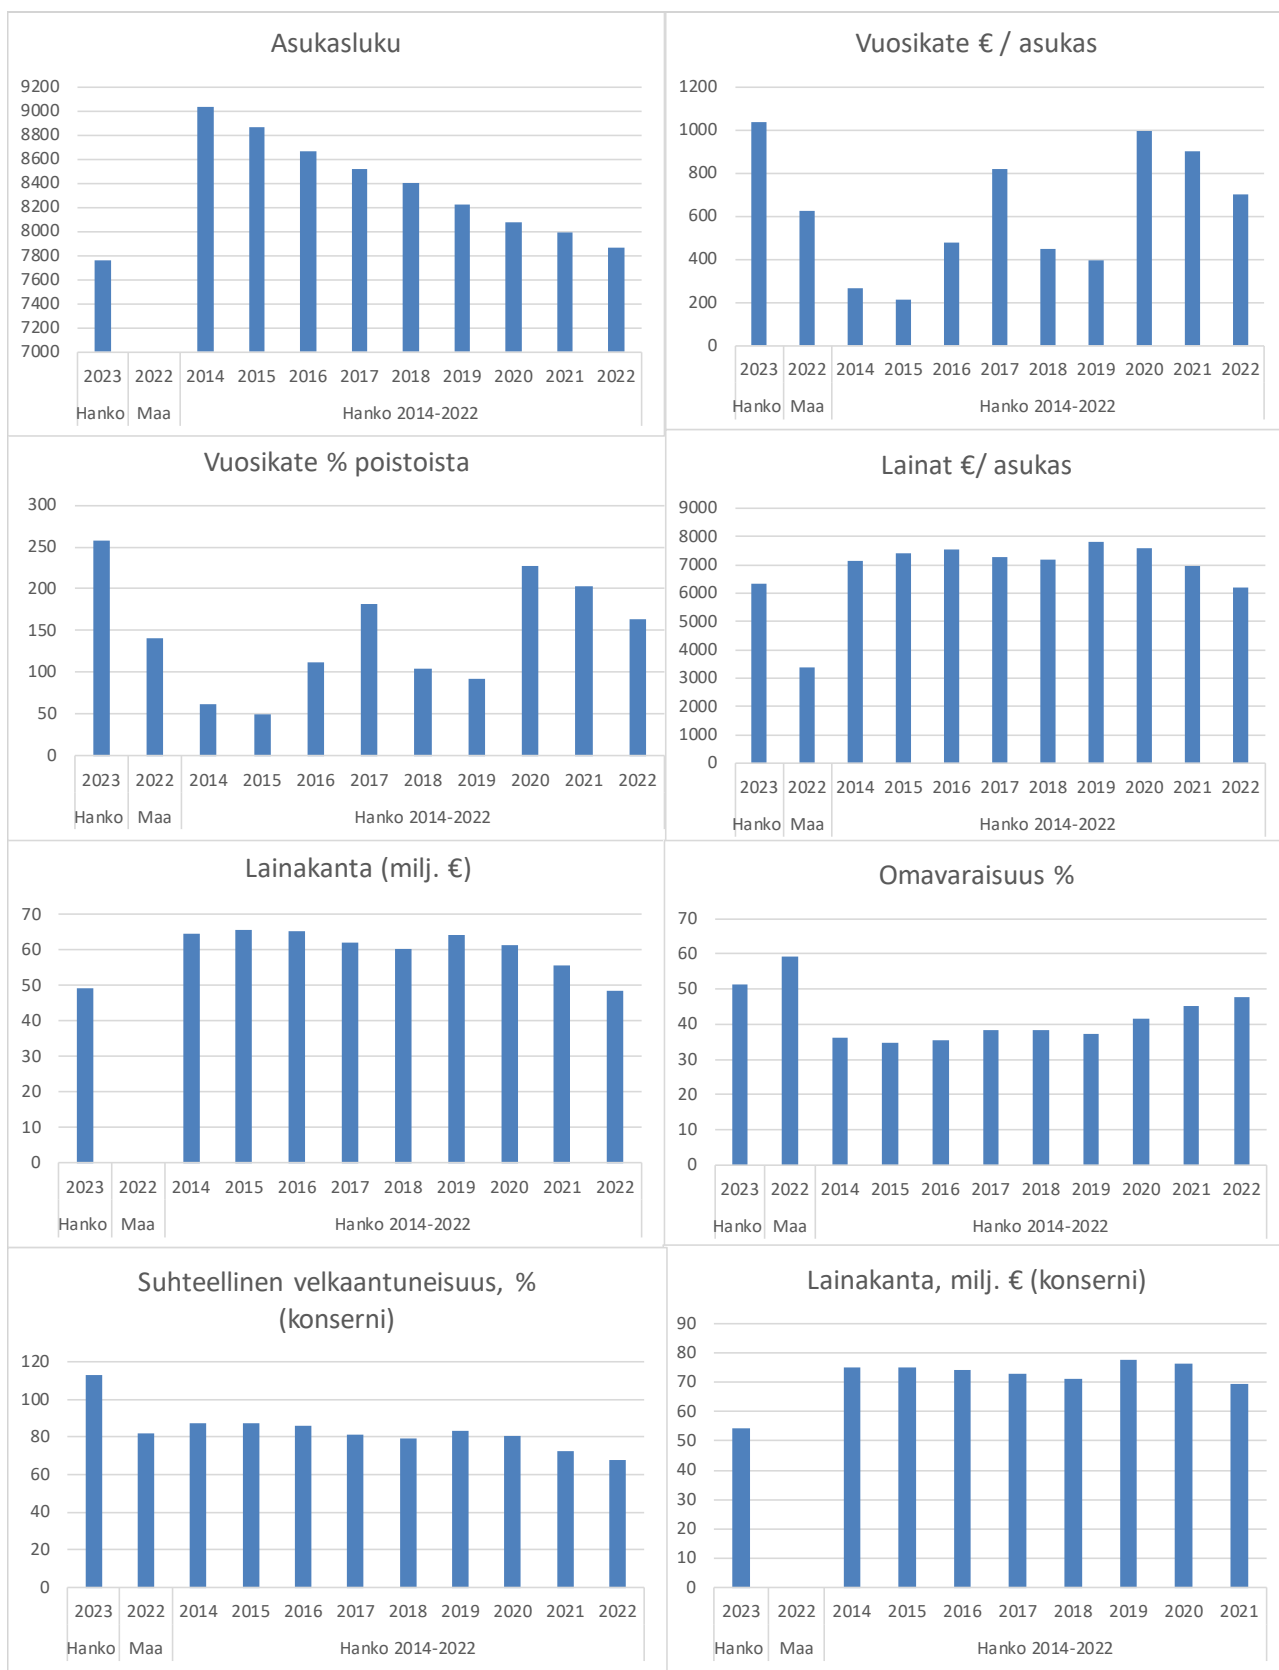 Asukasluku
9200
9000
8800
8600
8400
8200
8000
7800
7600
7400
7200
7000
2023 2022 2014 2015 2016 2017 2018 2019 2020 2021 2022
Hanko Maa Hanko 2014-2022
Vuosikate € / asukas
1200
1000
800
600
400
200
0
2023 2022 2014 2015 2016 2017 2018 2019 2020 2021 2022
Hanko Maa Hanko 2014-2022
Vuosikate % poistoista
300
250
200
150
100
50
0
2023 2022 2014 2015 2016 2017 2018 2019 2020 2021 2022
Hanko Maa Hanko 2014-2022
Lainat €/ asukas
9000
8000
7000
6000
5000
4000
3000
2000
1000
0
2023 2022 2014 2015 2016 2017 2018 2019 2020 2021 2022
Hanko Maa Hanko 2014-2022
Lainakanta (milj. €)
70
60
50
40
30
20
10
0
2023 2022 2014 2015 2016 2017 2018 2019 2020 2021 2022
Hanko Maa Hanko 2014-2022
Omavaraisuus %
70
60
50
40
30
20
10
0
2023 2022 2014 2015 2016 2017 2018 2019 2020 2021 2022
Hanko Maa Hanko 2014-2022
Suhteellinen velkaantuneisuus, %
(konserni)
120
100
80
60
40
20
0
2023 2022 2014 2015 2016 2017 2018 2019 2020 2021 2022
Hanko Maa Hanko 2014-2022
Lainakanta, milj. € (konserni)
90
80
70
60
50
40
30
20
10
0
2023 2022 2014 2015 2016 2017 2018 2019 2020 2021
Hanko Maa Hanko 2014-2022